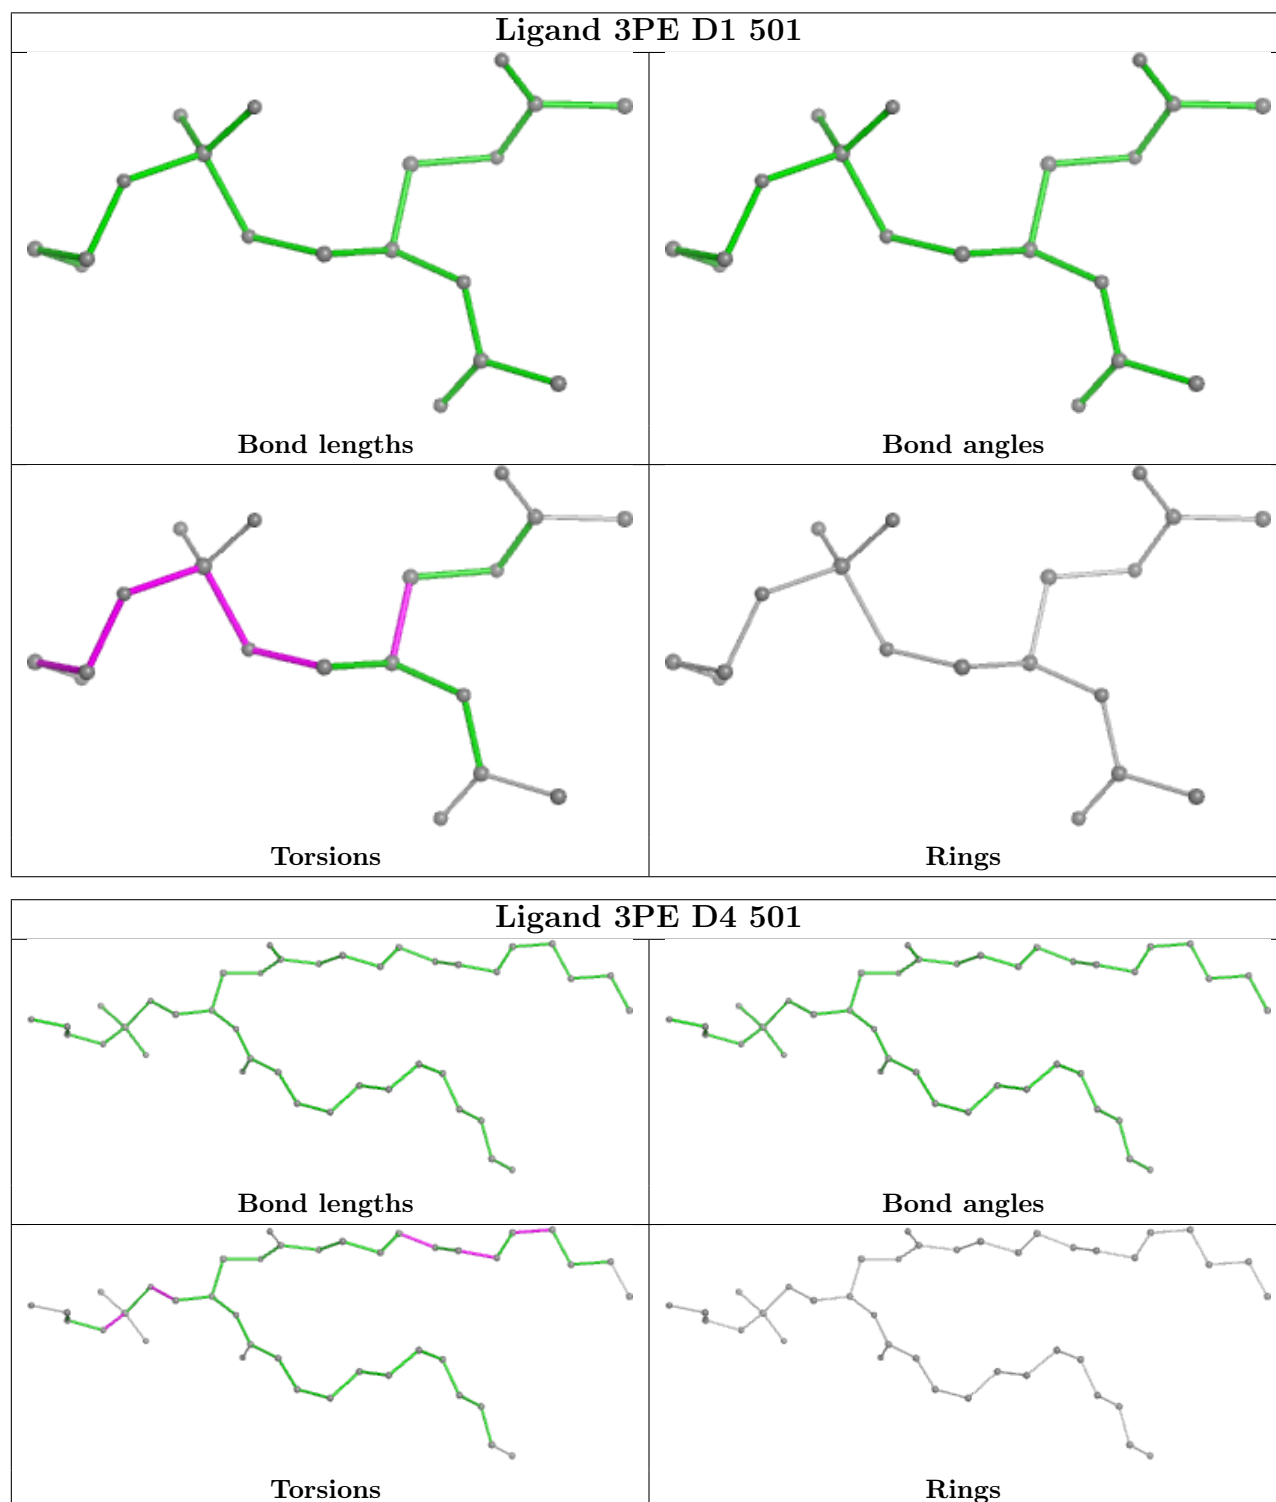 Ligand 3PE D1 501
Bond lengths
Bond angles
Torsions
Rings
Ligand 3PE D4 501
Bond lengths
Bond angles
Torsions
Rings